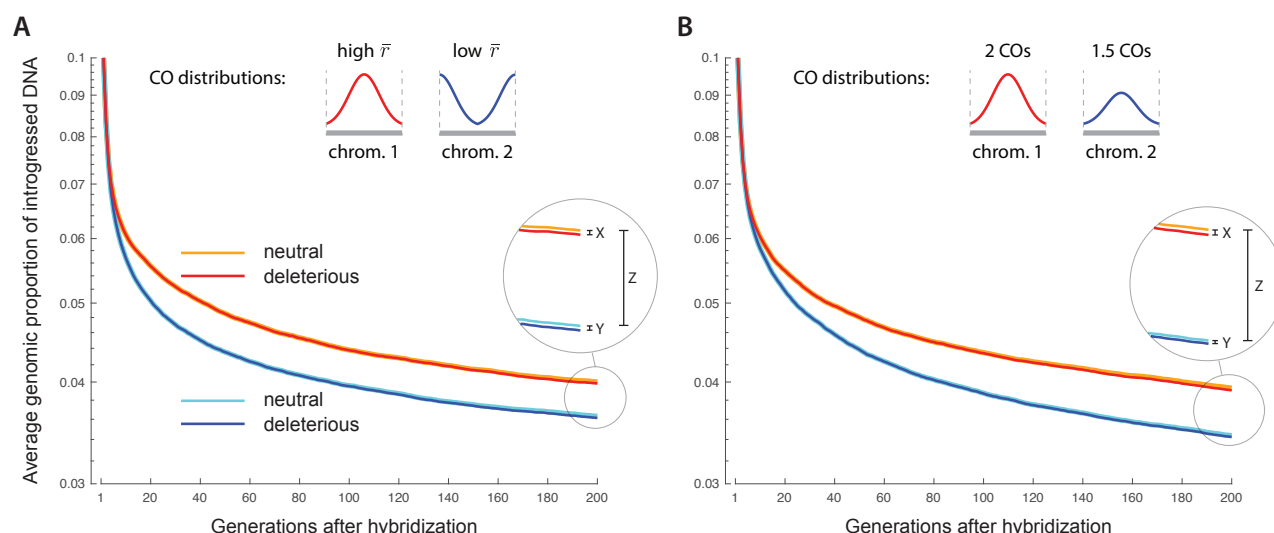 A
high r̅ low r̅
CO distributions:
chrom. 1 chrom. 2
Average genomic proportion of introgressed DNA
0.1
0.09
0.08
0.07
0.06
0.05
0.04
0.03
neutral
deleterious
neutral
deleterious
X
Z
Y
1 20 40 60 80 100 120 140 160 180 200
Generations after hybridization
B
2 COs 1.5 COs
CO distributions:
chrom. 1 chrom. 2
0.1
0.09
0.08
0.07
0.06
0.05
0.04
0.03
X
Z
Y
1 20 40 60 80 100 120 140 160 180 200
Generations after hybridization